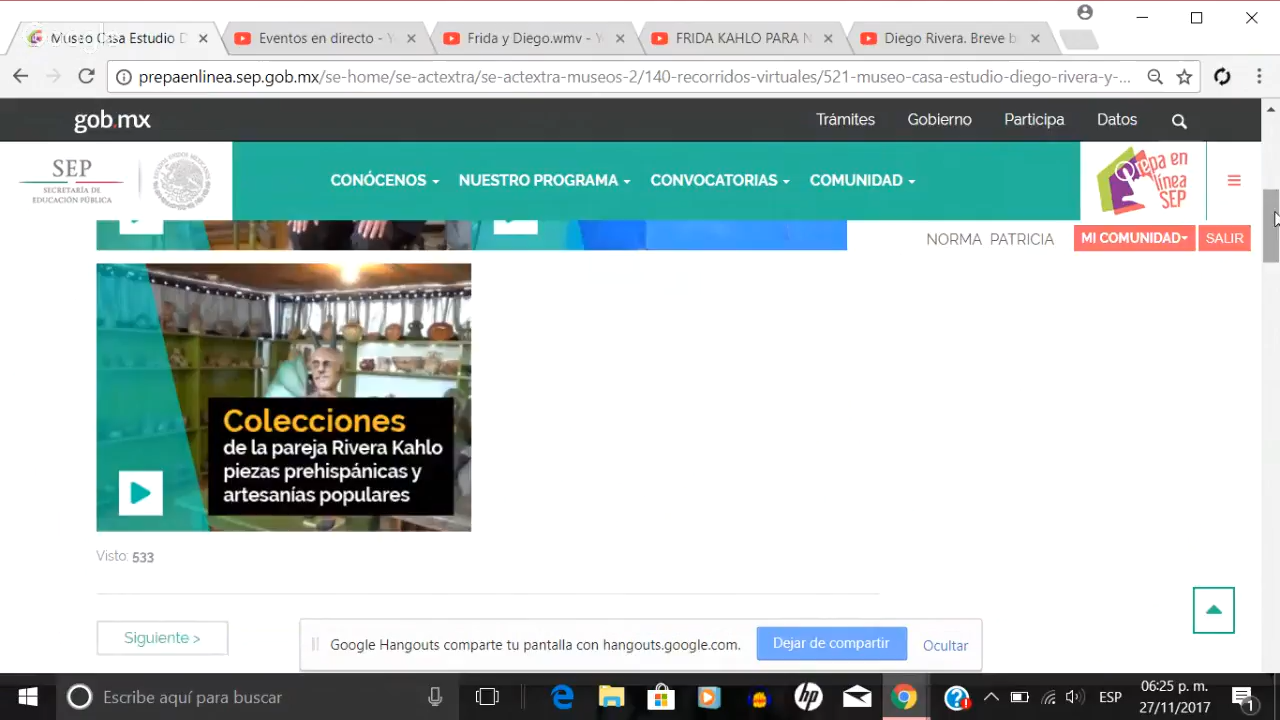 Museo Casa Estudio D
Eventos en directo - Y
Frida y Diego.wmv - Y
FRIDA KAHLO PARA N
Diego Rivera. Breve b
prepaenlinea.sep.gob.mx/se-home/se-actextra/se-actextra-museos-2/140-recorridos-virtuales/521-museo-casa-estudio-diego-rivera-y-...
gob.mx
Trámites Gobierno Participa Datos
SEP
SECRETARÍA DE
EDUCACIÓN PÚBLICA
CONÓCENOS NUESTRO PROGRAMA CONVOCATORIAS COMUNIDAD
Prepa en
línea
SEP
NORMA PATRICIA MI COMUNIDAD SALIR
Colecciones
de la pareja Rivera Kahlo
piezas prehispánicas y
artesanías populares
Visto: 533
Siguiente >
Google Hangouts comparte tu pantalla con hangouts.google.com. Dejar de compartir Ocultar
Escribe aquí para buscar
hp
ESP
06:25 p. m.
27/11/2017
1